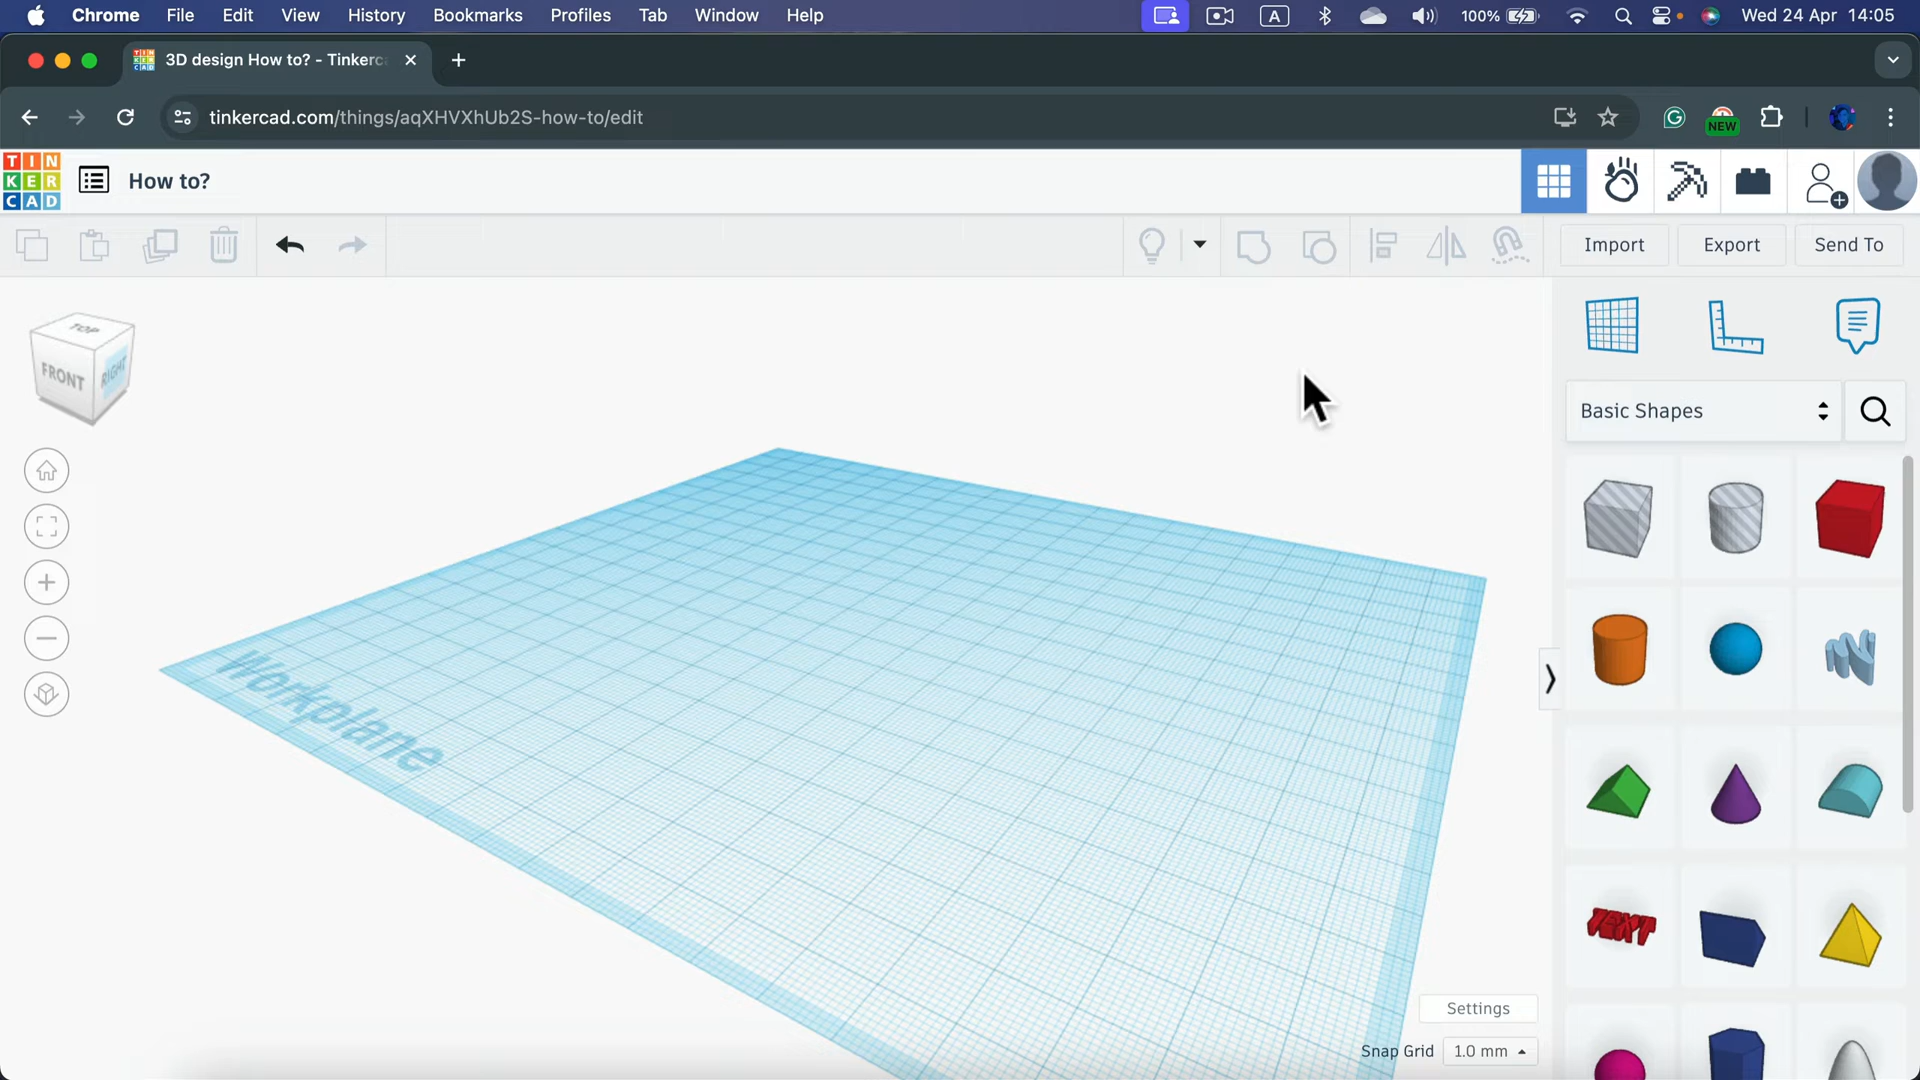 Chrome File Edit View History Bookmarks Profiles Tab Window Help A 100% Wed 24 Apr 14:05
3D design How to? - Tinkerc
tinkercad.com/things/aqXHVXhUb2S-how-to/edit
NEW
TIN
KER
CAD
How to?
Import Export Send To
TOP
FRONT RIGHT
Basic Shapes
Workplane
TEXT
Settings
Snap Grid 1.0 mm